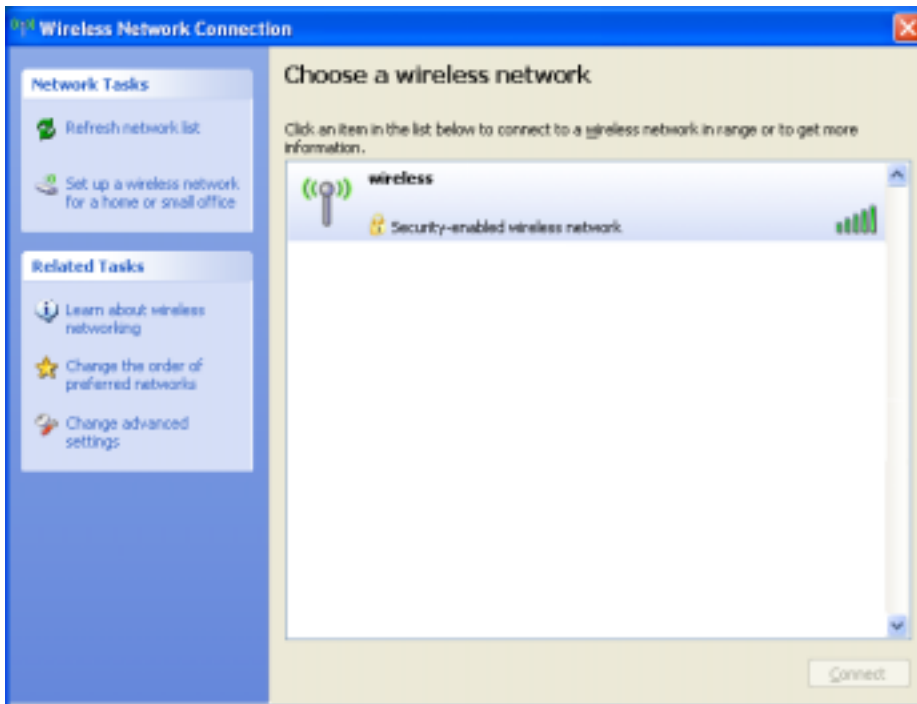 Wireless Network Connection
Network Tasks
Refresh network list
Set up a wireless network
for a home or small office
Related Tasks
Learn about wireless
networking
Change the order of
preferred networks
Change advanced
settings
Choose a wireless network
Click an item in the list below to connect to a wireless network in range or to get more
information.
wireless
Security-enabled wireless network
Connect